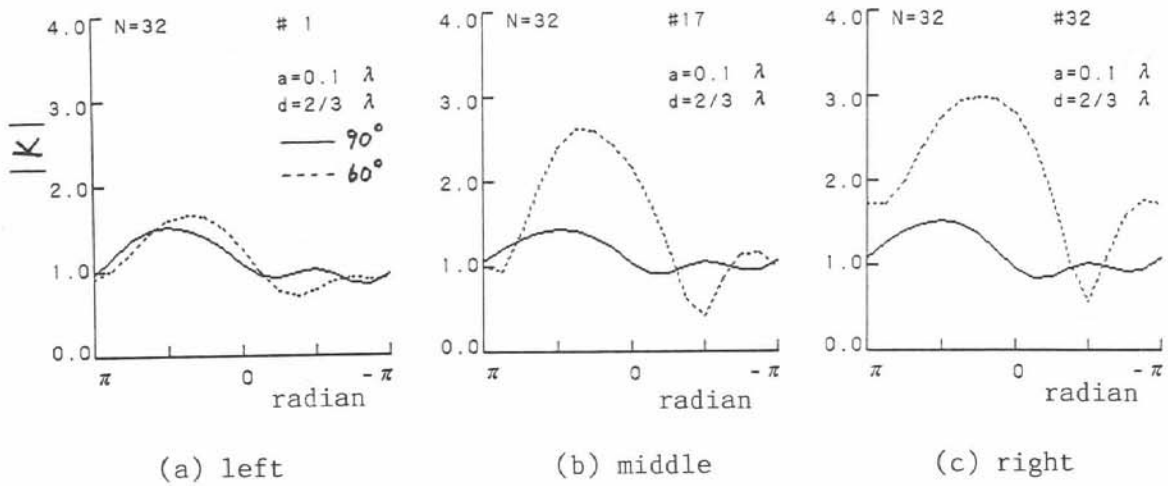 4.0 N=32 # 1
a=0.1 λ
d=2/3 λ
3.0
|K|
—— 90°
---- 60°
2.0
1.0
0.0
π 0 -π
radian
(a) left
4.0 N=32 #17
a=0.1 λ
d=2/3 λ
3.0
2.0
1.0
0.0
π 0 -π
radian
(b) middle
4.0 N=32 #32
a=0.1 λ
d=2/3 λ
3.0
2.0
1.0
0.0
π 0 -π
radian
(c) right